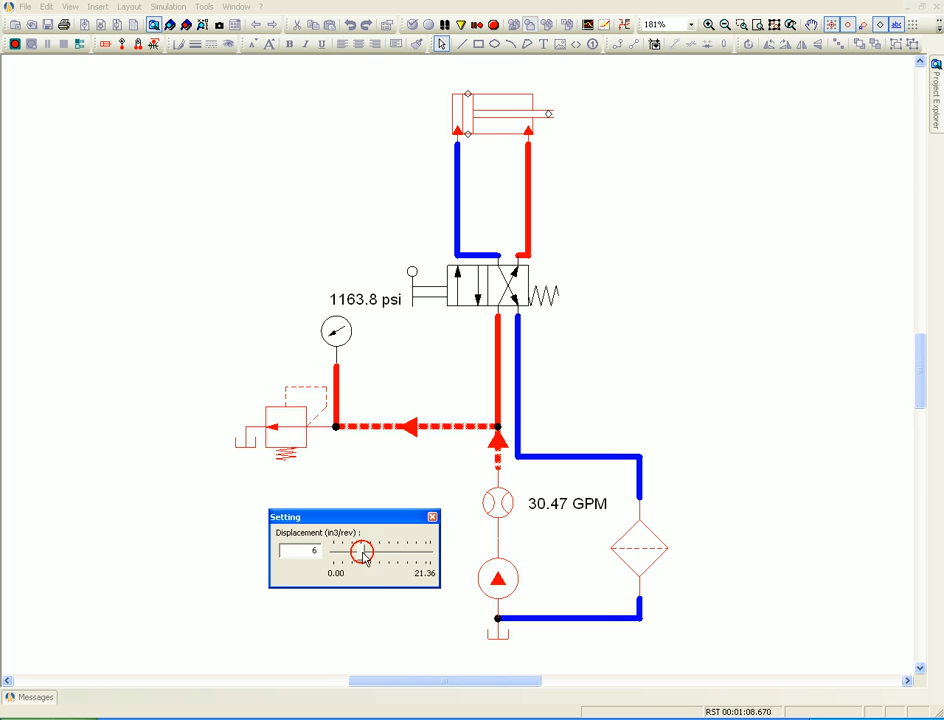 File Edit View Insert Layout Simulation Tools Window ?
181%
A A B I U
T
Project Explorer
1163.8 psi
30.47 GPM
Setting
Displacement (in3/rev) :
6
0.00 21.36
Messages
RST 00:01:08.670